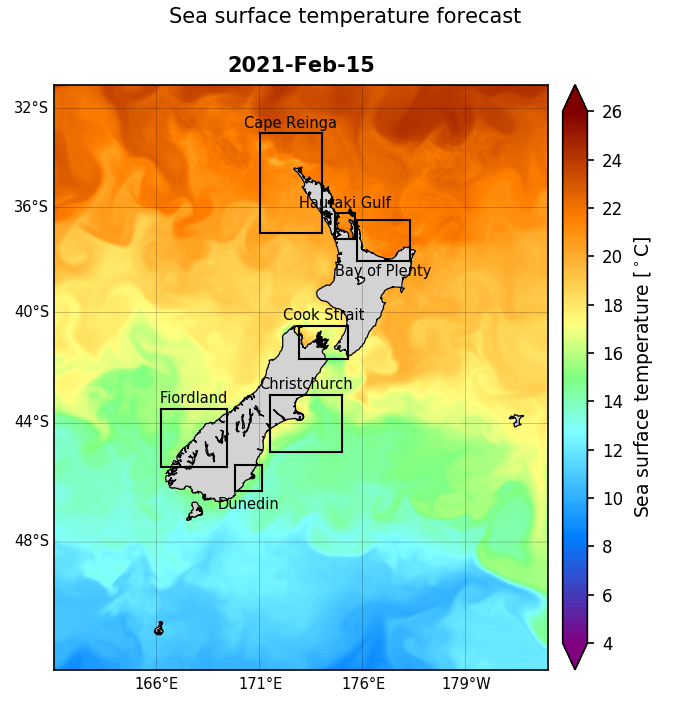 Sea surface temperature forecast
2021-Feb-15
32°S
36°S
40°S
44°S
48°S
166°E
171°E
176°E
179°W
Cape Reinga
Hauraki Gulf
Bay of Plenty
Cook Strait
Christchurch
Fiordland
Dunedin
26
24
22
20
18
16
14
12
10
8
6
4
Sea surface temperature [°C]